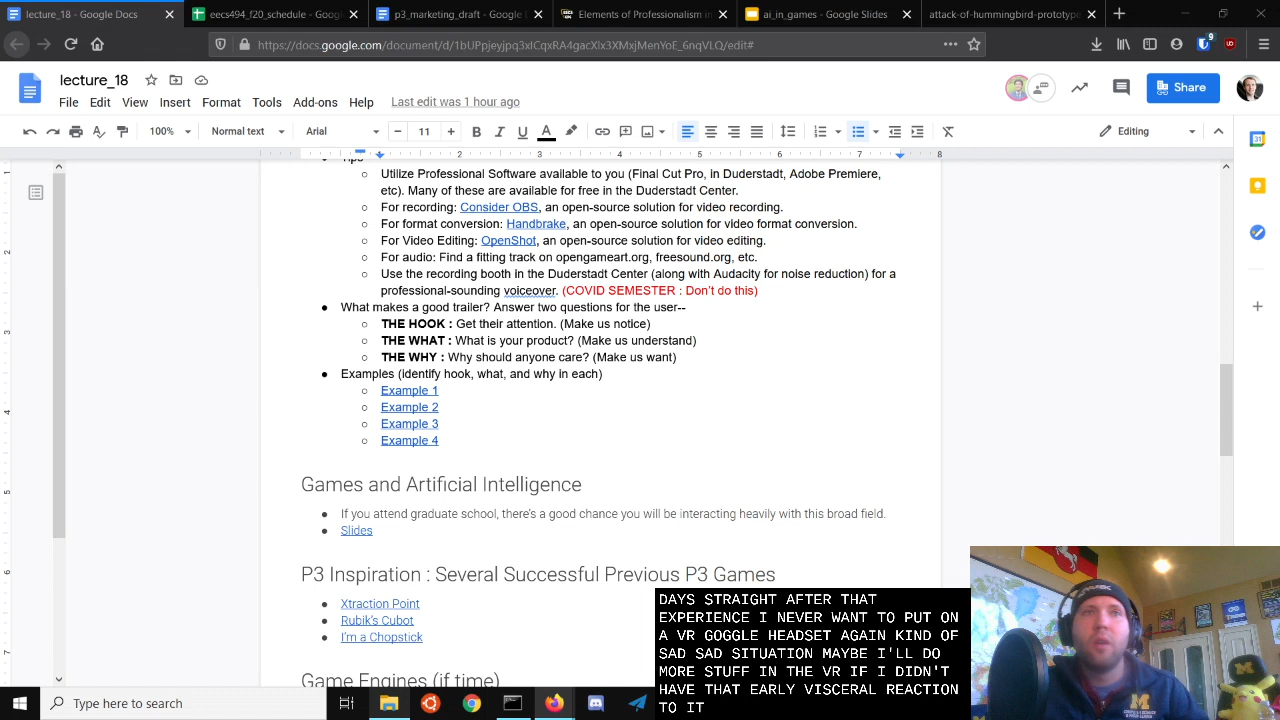 lecture_18 - Google Docs
eecs494_f20_schedule - Goog
p3_marketing_draft - Google D
Elements of Professionalism in
ai_in_games - Google Slides
attack-of-hummingbird-prototype
https://docs.google.com/document/d/1bUPpjeyjpq3xICqxRA4gacXlx3XMxjMenYoE_6nqVLQ/edit#
9
lecture_18
File Edit View Insert Format Tools Add-ons Help Last edit was 1 hour ago
Share
100% Normal text Arial 11 Editing
2 3 4 5 6 7 8
Tips
Utilize Professional Software available to you (Final Cut Pro, in Duderstadt, Adobe Premiere,
etc). Many of these are available for free in the Duderstadt Center.
For recording: Consider OBS, an open-source solution for video recording.
For format conversion: Handbrake, an open-source solution for video format conversion.
For Video Editing: OpenShot, an open-source solution for video editing.
For audio: Find a fitting track on opengameart.org, freesound.org, etc.
Use the recording booth in the Duderstadt Center (along with Audacity for noise reduction) for a
professional-sounding voiceover. (COVID SEMESTER : Don't do this)
What makes a good trailer? Answer two questions for the user--
THE HOOK : Get their attention. (Make us notice)
THE WHAT : What is your product? (Make us understand)
THE WHY : Why should anyone care? (Make us want)
Examples (identify hook, what, and why in each)
Example 1
Example 2
Example 3
Example 4
Games and Artificial Intelligence
If you attend graduate school, there's a good chance you will be interacting heavily with this broad field.
Slides
P3 Inspiration : Several Successful Previous P3 Games
Xtraction Point
Rubik's Cubot
I'm a Chopstick
Game Engines (if time)
DAYS STRAIGHT AFTER THAT
EXPERIENCE I NEVER WANT TO PUT ON
A VR GOGGLE HEADSET AGAIN KIND OF
SAD SAD SITUATION MAYBE I'LL DO
MORE STUFF IN THE VR IF I DIDN'T
HAVE THAT EARLY VISCERAL REACTION
TO IT
Type here to search